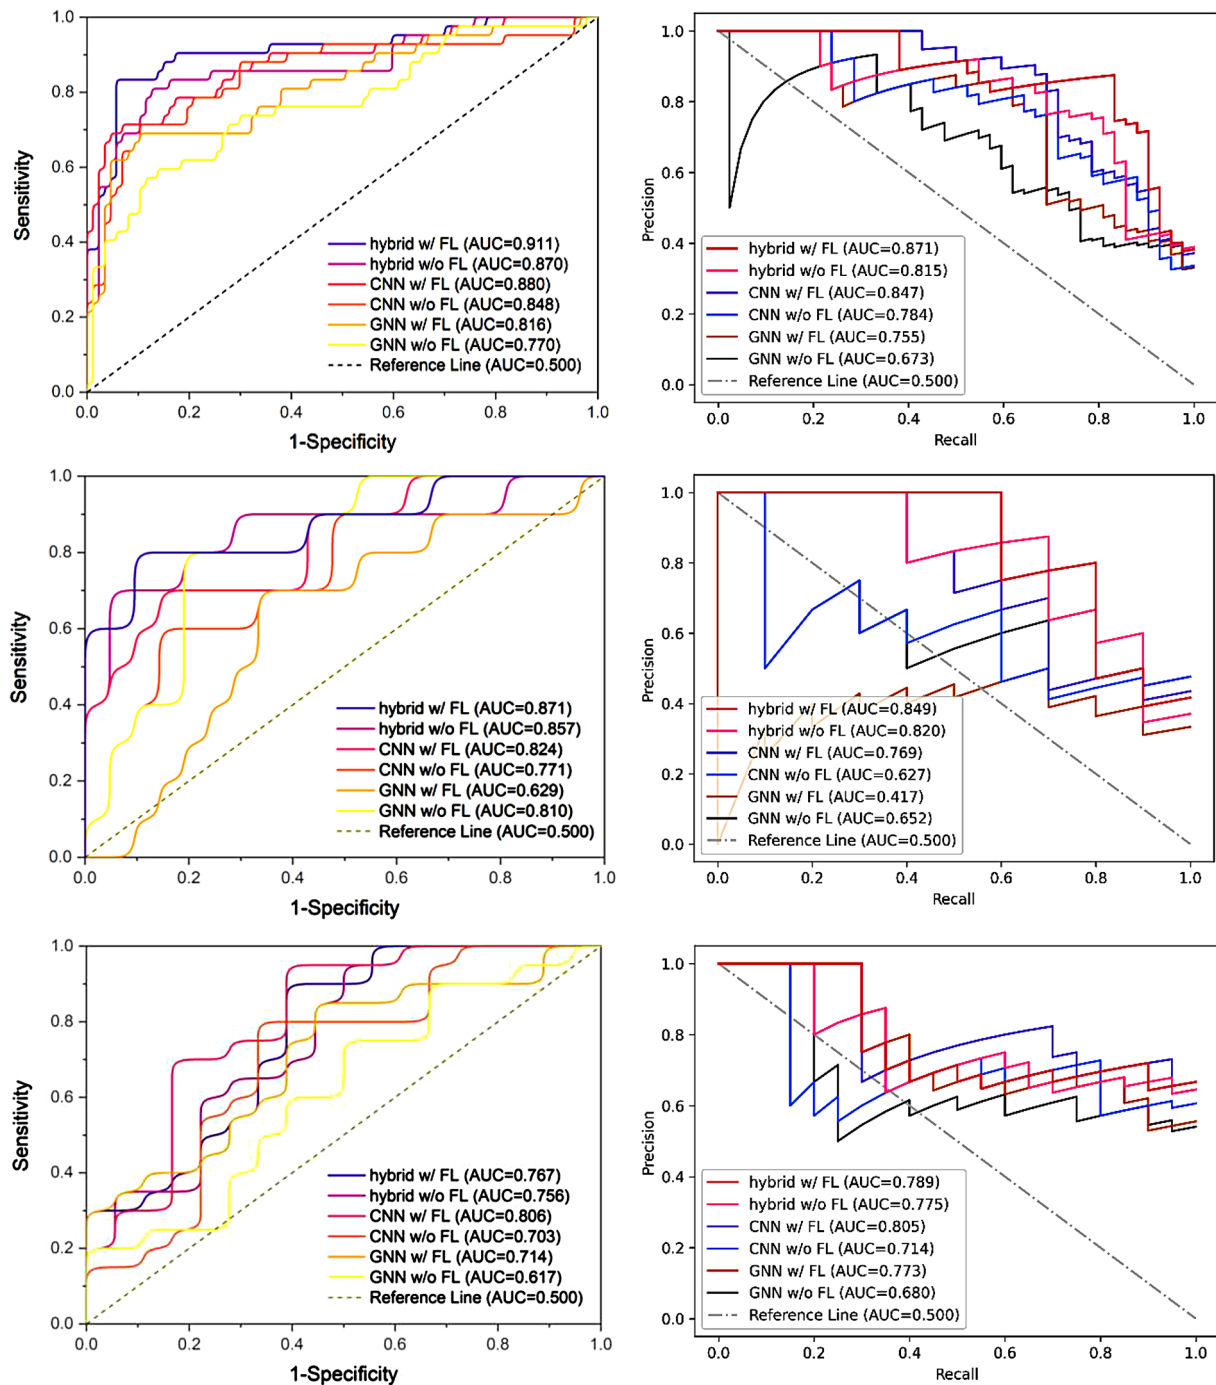 1.0
0.8
0.6
0.4
0.2
0.0
Sensitivity
hybrid w/ FL (AUC=0.911)
hybrid w/o FL (AUC=0.870)
CNN w/ FL (AUC=0.880)
CNN w/o FL (AUC=0.848)
GNN w/ FL (AUC=0.816)
GNN w/o FL (AUC=0.770)
Reference Line (AUC=0.500)
0.0 0.2 0.4 0.6 0.8 1.0
1-Specificity
1.0
0.8
0.6
0.4
0.2
0.0
Precision
hybrid w/ FL (AUC=0.871)
hybrid w/o FL (AUC=0.815)
CNN w/ FL (AUC=0.847)
CNN w/o FL (AUC=0.784)
GNN w/ FL (AUC=0.755)
GNN w/o FL (AUC=0.673)
Reference Line (AUC=0.500)
0.0 0.2 0.4 0.6 0.8 1.0
Recall
1.0
0.8
0.6
0.4
0.2
0.0
Sensitivity
hybrid w/ FL (AUC=0.871)
hybrid w/o FL (AUC=0.857)
CNN w/ FL (AUC=0.824)
CNN w/o FL (AUC=0.771)
GNN w/ FL (AUC=0.629)
GNN w/o FL (AUC=0.810)
Reference Line (AUC=0.500)
0.0 0.2 0.4 0.6 0.8 1.0
1-Specificity
1.0
0.8
0.6
0.4
0.2
0.0
Precision
hybrid w/ FL (AUC=0.849)
hybrid w/o FL (AUC=0.820)
CNN w/ FL (AUC=0.769)
CNN w/o FL (AUC=0.627)
GNN w/ FL (AUC=0.417)
GNN w/o FL (AUC=0.652)
Reference Line (AUC=0.500)
0.0 0.2 0.4 0.6 0.8 1.0
Recall
1.0
0.8
0.6
0.4
0.2
0.0
Sensitivity
hybrid w/ FL (AUC=0.767)
hybrid w/o FL (AUC=0.756)
CNN w/ FL (AUC=0.806)
CNN w/o FL (AUC=0.703)
GNN w/ FL (AUC=0.714)
GNN w/o FL (AUC=0.617)
Reference Line (AUC=0.500)
0.0 0.2 0.4 0.6 0.8 1.0
1-Specificity
1.0
0.8
0.6
0.4
0.2
0.0
Precision
hybrid w/ FL (AUC=0.789)
hybrid w/o FL (AUC=0.775)
CNN w/ FL (AUC=0.805)
CNN w/o FL (AUC=0.714)
GNN w/ FL (AUC=0.773)
GNN w/o FL (AUC=0.680)
Reference Line (AUC=0.500)
0.0 0.2 0.4 0.6 0.8 1.0
Recall